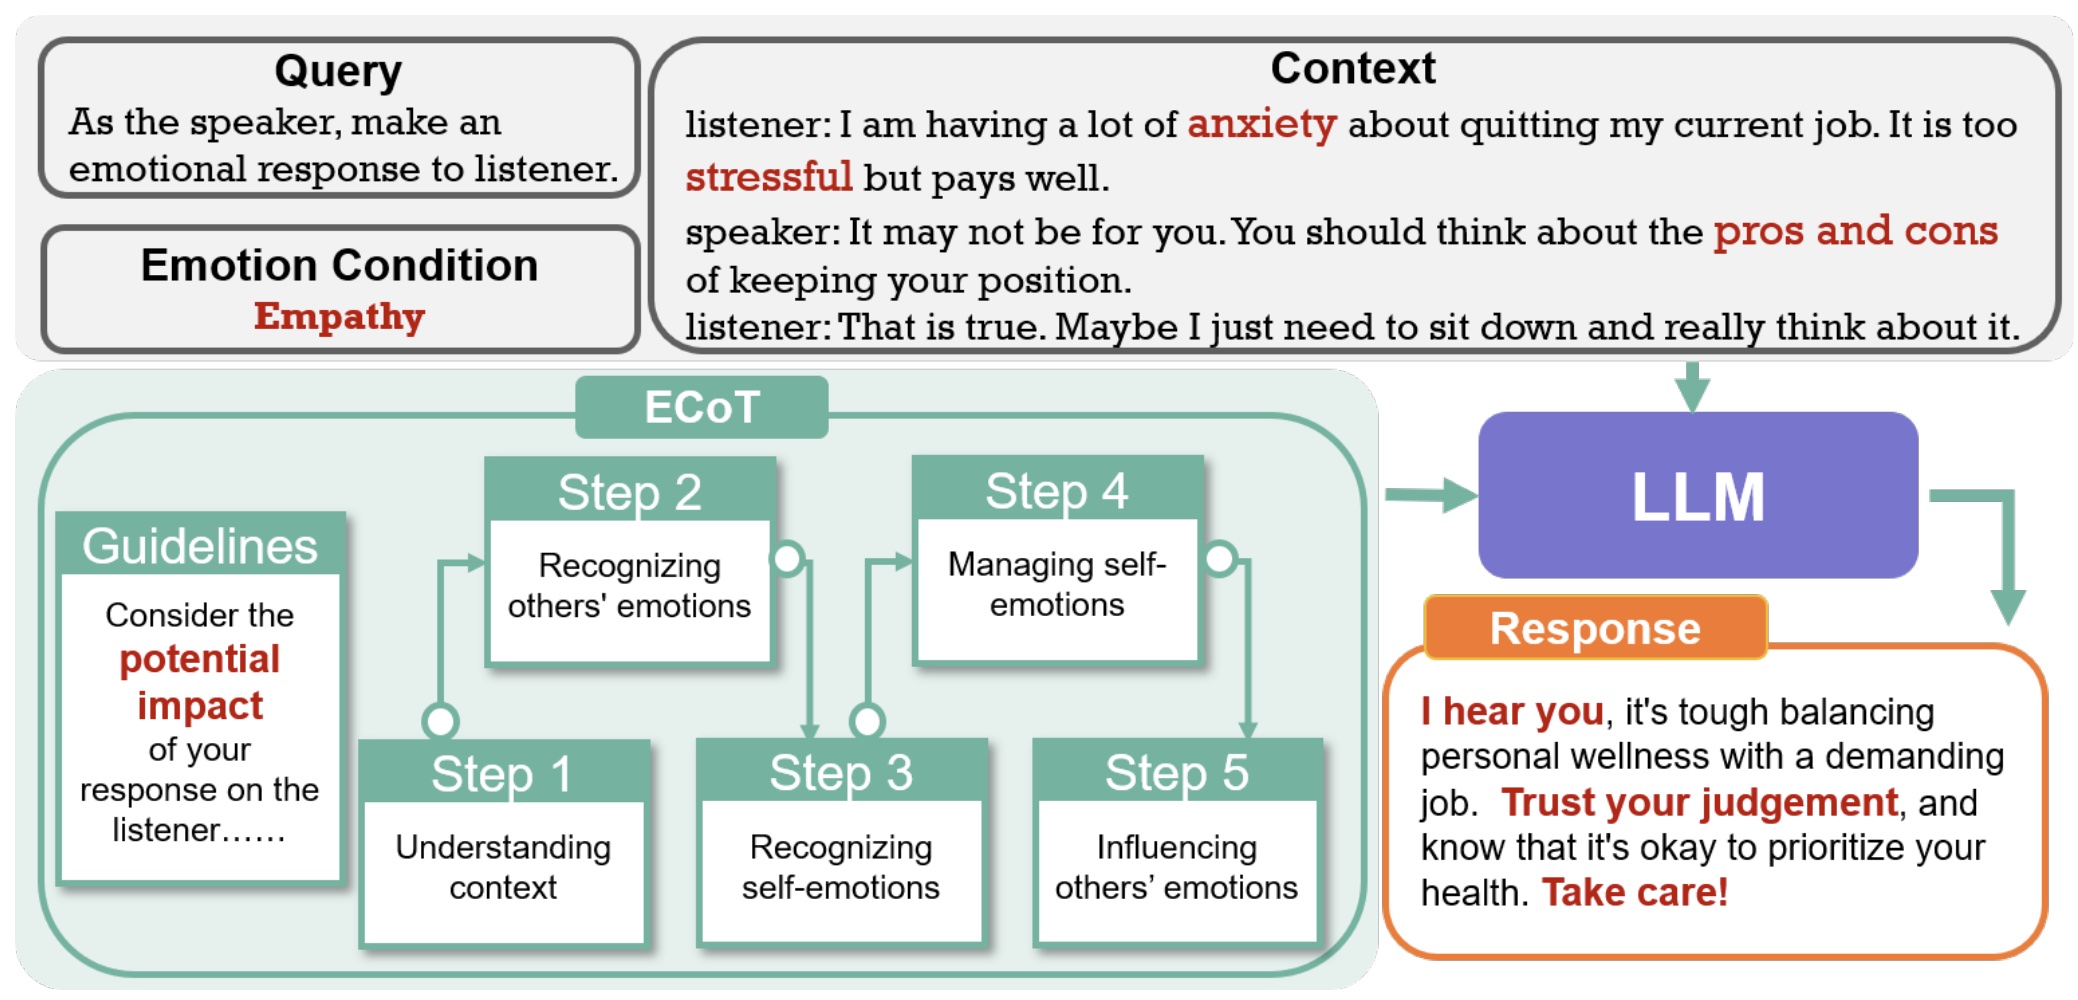 Query
As the speaker, make an
emotional response to listener.
Emotion Condition
Empathy
Context
listener: I am having a lot of anxiety about quitting my current job. It is too
stressful but pays well.
speaker: It may not be for you. You should think about the pros and cons
of keeping your position.
listener: That is true. Maybe I just need to sit down and really think about it.
ECoT
Guidelines
Consider the
potential
impact
of your
response on the
listener......
Step 1
Understanding
context
Step 2
Recognizing
others' emotions
Step 3
Recognizing
self-emotions
Step 4
Managing self-
emotions
Step 5
Influencing
others’ emotions
LLM
Response
I hear you, it's tough balancing
personal wellness with a demanding
job. Trust your judgement, and
know that it's okay to prioritize your
health. Take care!